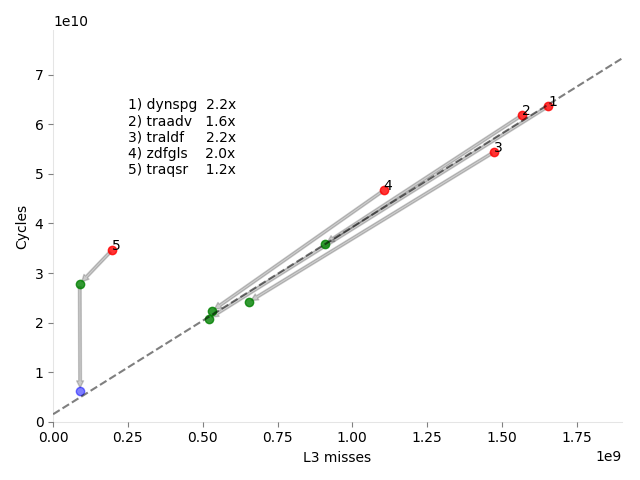 1e10
7
6
5
4
3
2
1
0
Cycles
1) dynspg 2.2x
2) traadv 1.6x
3) traldf 2.2x
4) zdfgls 2.0x
5) traqsr 1.2x
1
2
3
4
5
0.00 0.25 0.50 0.75 1.00 1.25 1.50 1.75
L3 misses
1e9